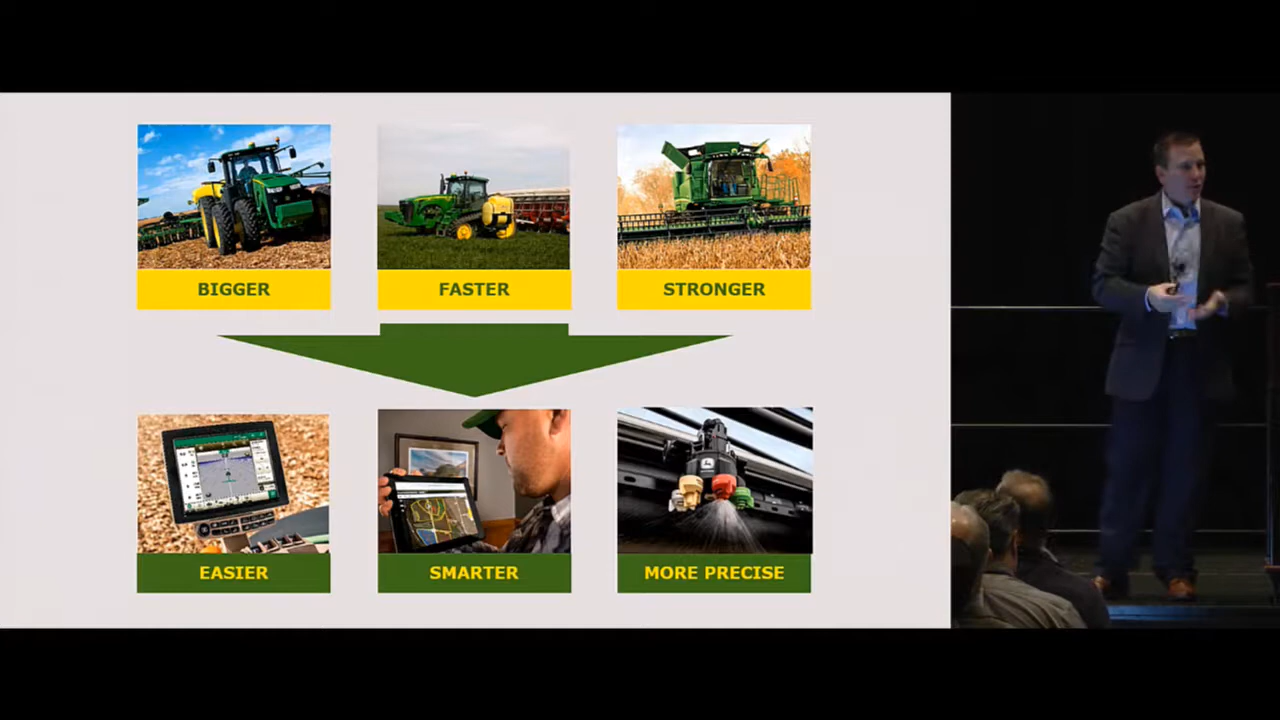 BIGGER
FASTER
STRONGER
EASIER
SMARTER
MORE PRECISE